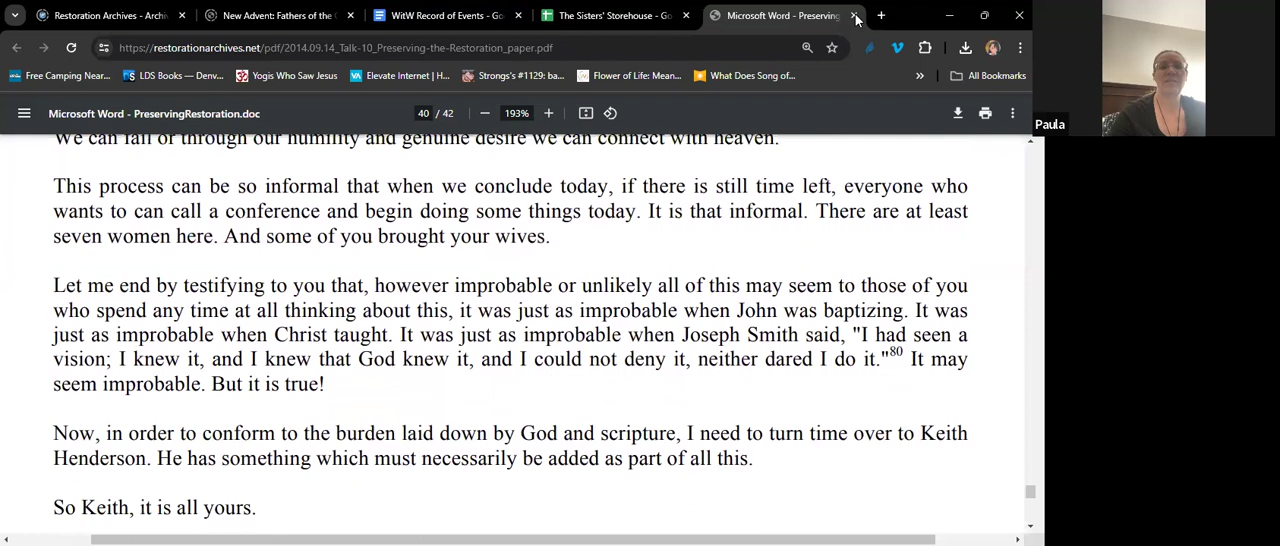 Restoration Archives - Archi
New Advent: Fathers of the C
WitW Record of Events - Goo
The Sisters' Storehouse - Goo
Microsoft Word - Preserving
https://restorationarchives.net/pdf/2014.09.14_Talk-10_Preserving-the-Restoration_paper.pdf
Free Camping Near...
LDS Books — Denv...
Yogis Who Saw Jesus
Elevate Internet | H...
Strong's #1129: ba...
Flower of Life: Mean...
What Does Song of...
»
All Bookmarks
Microsoft Word - PreservingRestoration.doc
40 / 42
193%
Paula
We can fail or through our humility and genuine desire we can connect with heaven.
This process can be so informal that when we conclude today, if there is still time left, everyone who
wants to can call a conference and begin doing some things today. It is that informal. There are at least
seven women here. And some of you brought your wives.
Let me end by testifying to you that, however improbable or unlikely all of this may seem to those of you
who spend any time at all thinking about this, it was just as improbable when John was baptizing. It was
just as improbable when Christ taught. It was just as improbable when Joseph Smith said, "I had seen a
vision; I knew it, and I knew that God knew it, and I could not deny it, neither dared I do it."80 It may
seem improbable. But it is true!
Now, in order to conform to the burden laid down by God and scripture, I need to turn time over to Keith
Henderson. He has something which must necessarily be added as part of all this.
So Keith, it is all yours.